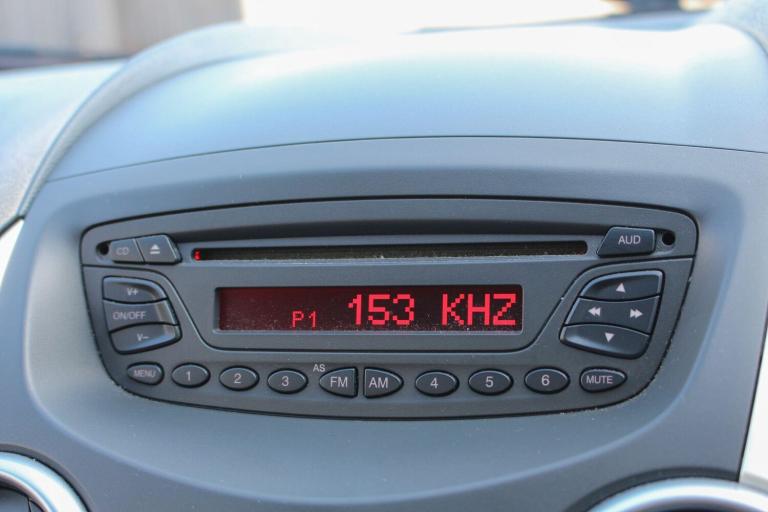 CD ⏏ AUD
V+ ▲
ON/OFF P1 153 KHZ ◀◀ ▶▶
V- ▼
AS
MENU 1 2 3 FM AM 4 5 6 MUTE